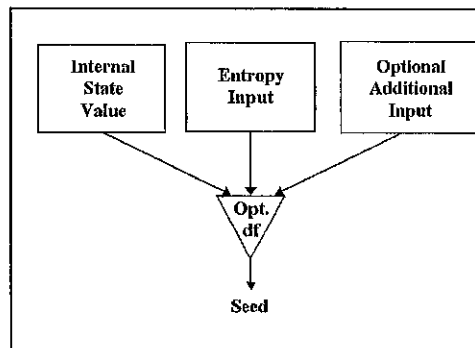 Internal
State
Value
Entropy
Input
Optional
Additional
Input
Opt.
df
Seed